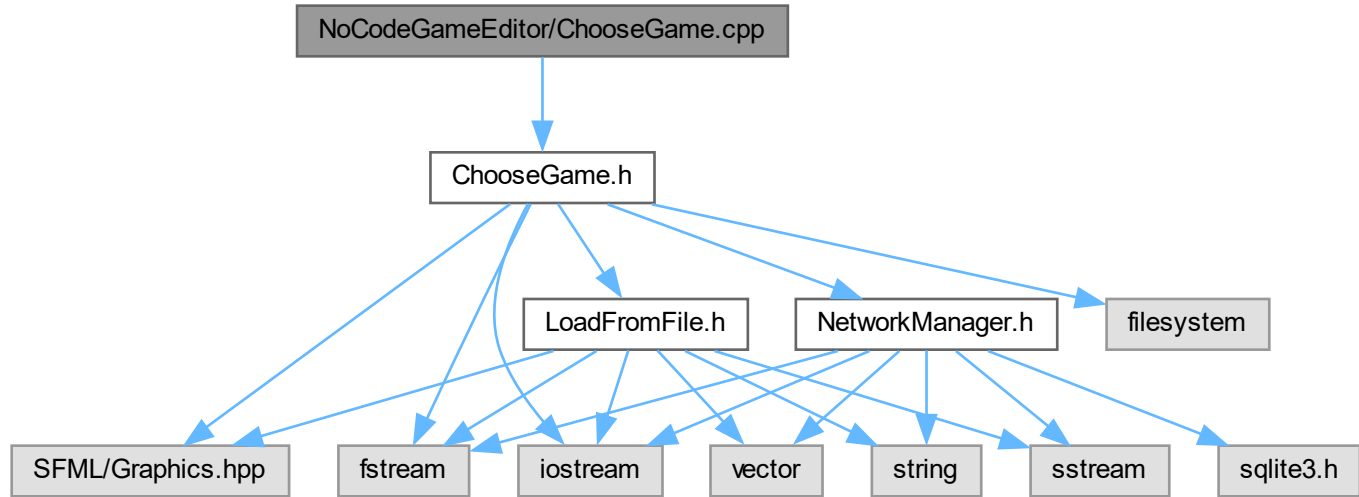 NoCodeGameEditor/ChooseGame.cpp
ChooseGame.h
LoadFromFile.h
NetworkManager.h
filesystem
SFML/Graphics.hpp
fstream
iostream
vector
string
sstream
sqlite3.h